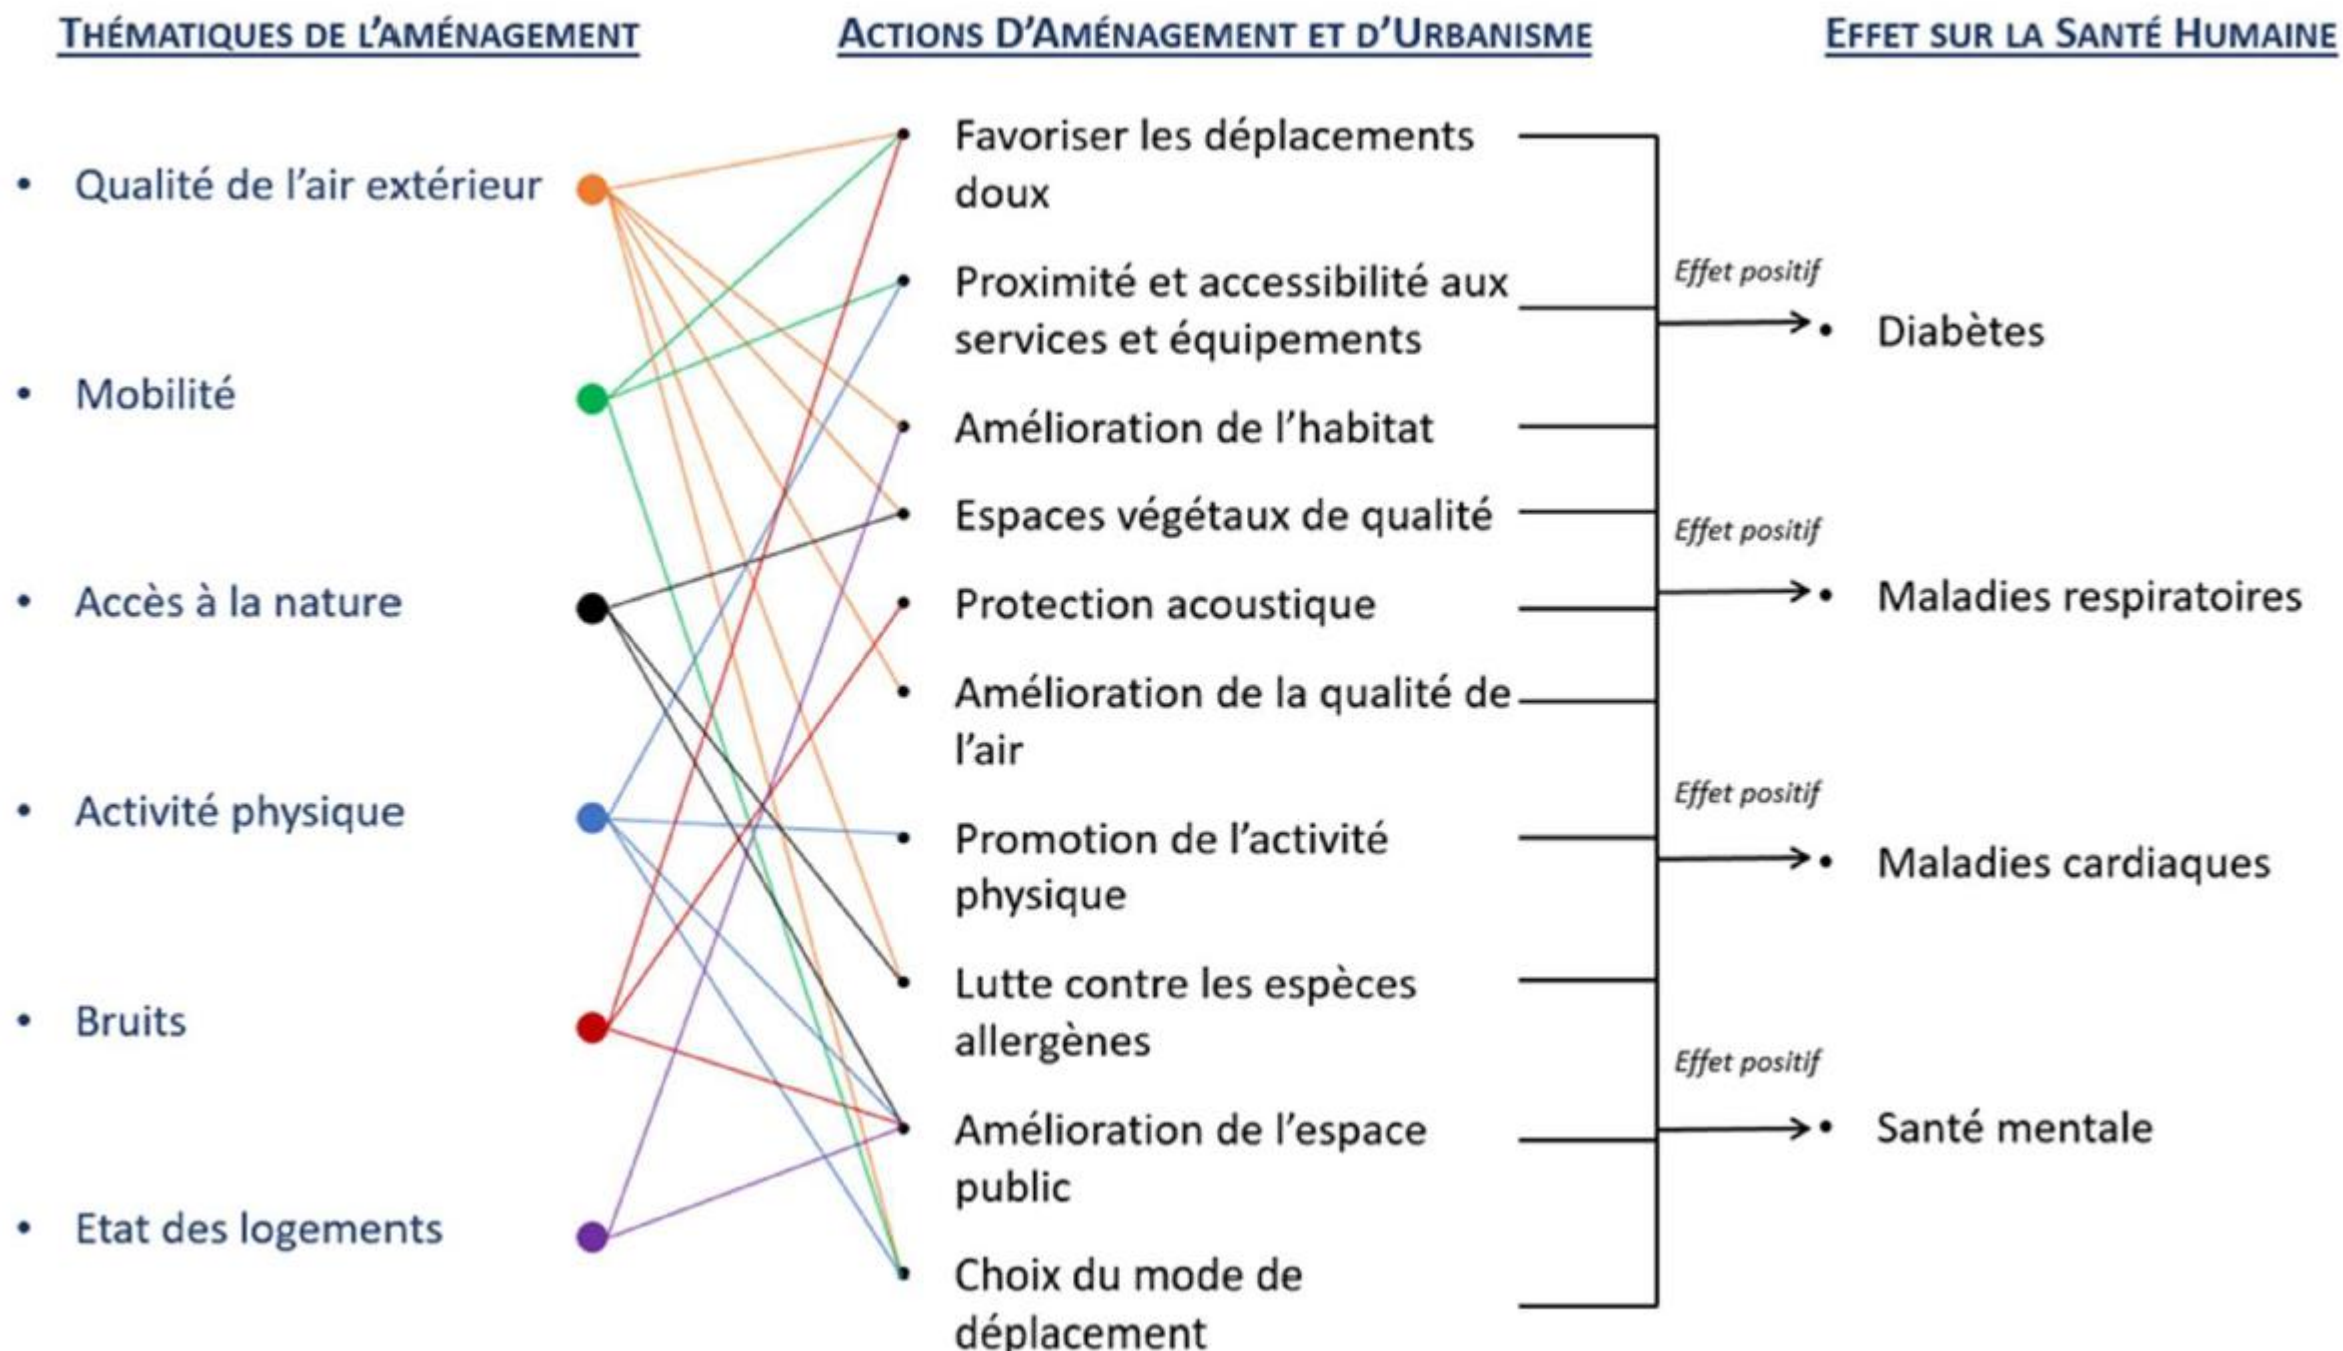 THÉMATIQUES DE L'AMÉNAGEMENT
• Qualité de l'air extérieur
• Mobilité
• Accès à la nature
• Activité physique
• Bruits
• Etat des logements
ACTIONS D'AMÉNAGEMENT ET D'URBANISME
• Favoriser les déplacements
doux
• Proximité et accessibilité aux
services et équipements
• Amélioration de l'habitat
• Espaces végétaux de qualité
• Protection acoustique
• Amélioration de la qualité de
l'air
• Promotion de l'activité
physique
• Lutte contre les espèces
allergènes
• Amélioration de l'espace
public
• Choix du mode de
déplacement
EFFET SUR LA SANTÉ HUMAINE
Effet positif
• Diabètes
Effet positif
• Maladies respiratoires
Effet positif
• Maladies cardiaques
Effet positif
• Santé mentale